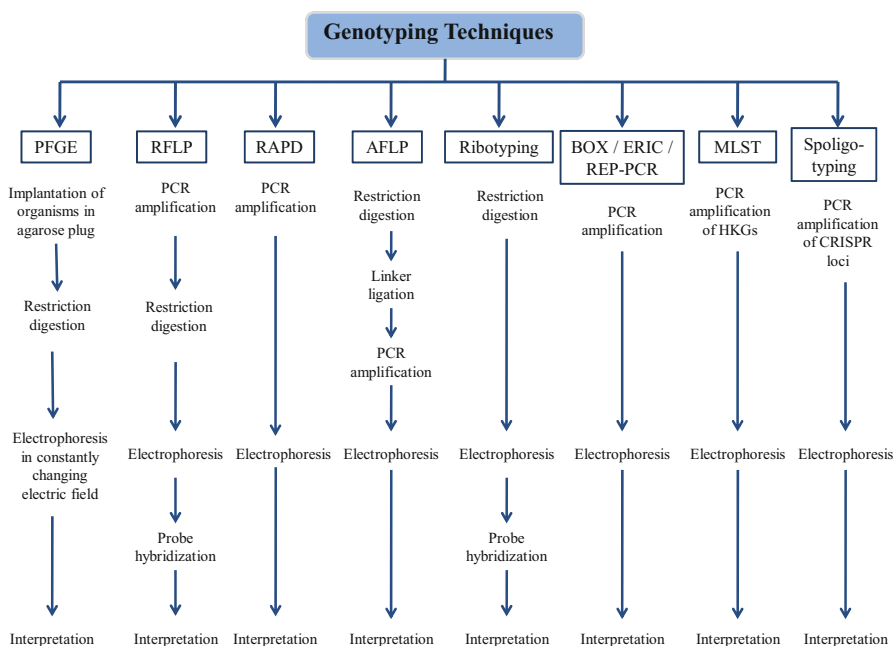 Genotyping Techniques
PFGE
Implantation of
organisms in
agarose plug
Restriction
digestion
Electrophoresis
in constantly
changing
electric field
Interpretation
RFLP
PCR
amplification
Restriction
digestion
Electrophoresis
Probe
hybridization
Interpretation
RAPD
PCR
amplification
Electrophoresis
Interpretation
AFLP
Restriction
digestion
Linker
ligation
PCR
amplification
Electrophoresis
Interpretation
Ribotyping
Restriction
digestion
Electrophoresis
Probe
hybridization
Interpretation
BOX / ERIC /
REP-PCR
PCR
amplification
Electrophoresis
Interpretation
MLST
PCR
amplification
of HKGs
Electrophoresis
Interpretation
Spoligo-
typing
PCR
amplification
of CRISPR
loci
Electrophoresis
Interpretation